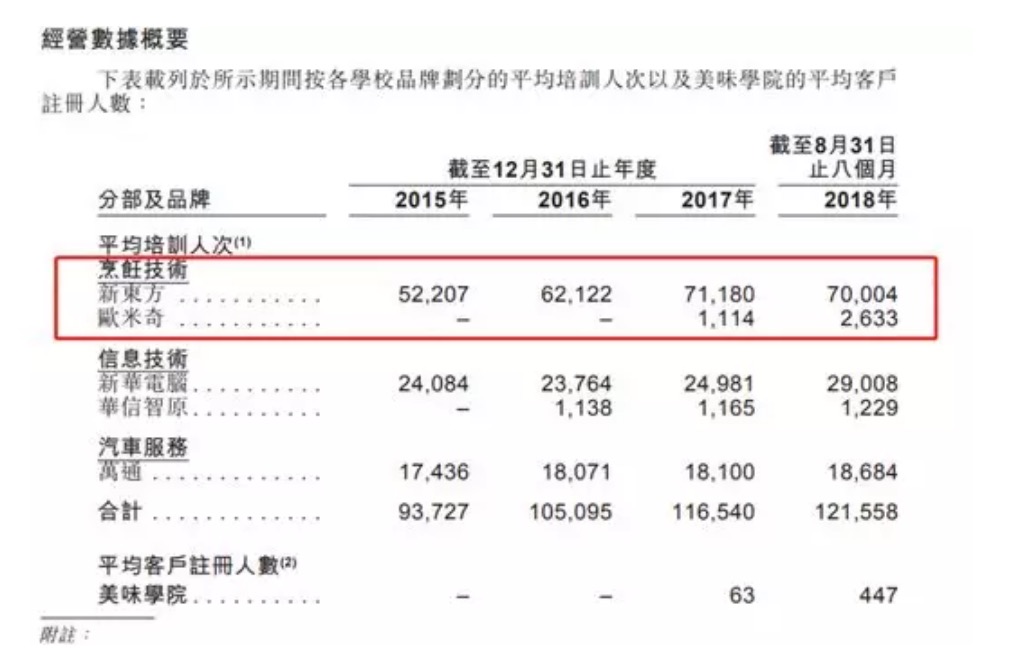 經營數據概要
下表載列於所示期間按各學校品牌劃分的平均培訓人次以及美味學院的平均客戶
註冊人數：
截至8月31日
截至12月31日止年度 止八個月
分部及品牌 2015年 2016年 2017年 2018年
平均培訓人次(1)
烹飪技術
新東方 ........... 52,207 62,122 71,180 70,004
歐米奇 ........... – – 1,114 2,633
信息技術
新華電腦.......... 24,084 23,764 24,981 29,008
華信智原.......... – 1,138 1,165 1,229
汽車服務
萬通 ............. 17,436 18,071 18,100 18,684
合計 ............. 93,727 105,095 116,540 121,558
平均客戶註冊人數(2)
美味學院.......... – – 63 447
附註：